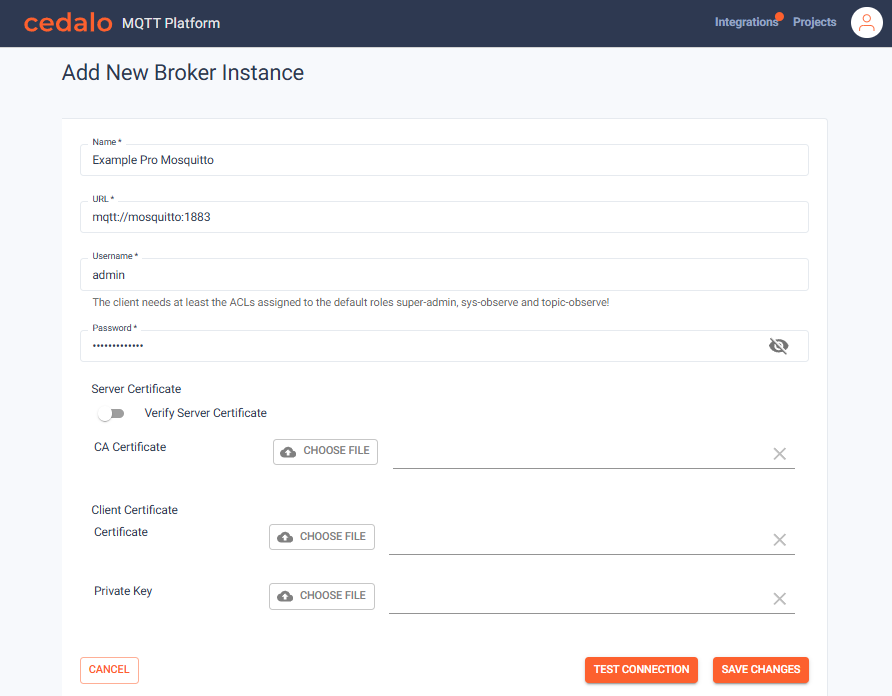 cedalo MQTT Platform Integrations Projects
Add New Broker Instance
Name *
Example Pro Mosquitto
URL *
mqtt://mosquitto:1883
Username *
admin
The client needs at least the ACLs assigned to the default roles super-admin, sys-observe and topic-observe!
Password *
•••••••••••••
Server Certificate
Verify Server Certificate
CA Certificate CHOOSE FILE
Client Certificate
Certificate CHOOSE FILE
Private Key CHOOSE FILE
CANCEL TEST CONNECTION SAVE CHANGES